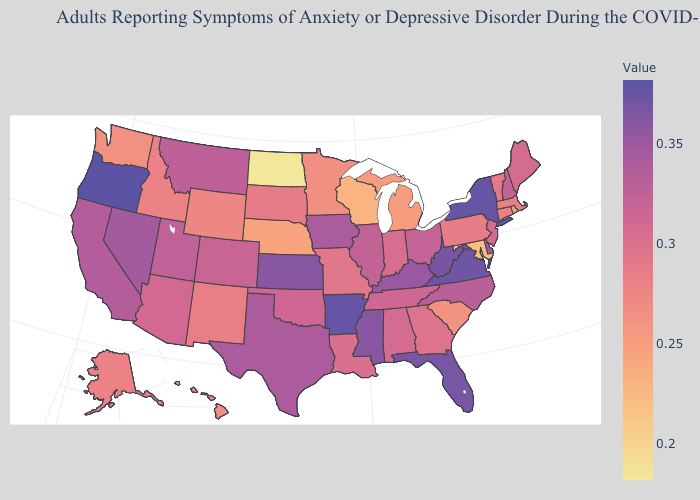 Adults Reporting Symptoms of Anxiety or Depressive Disorder During the COVID-
Value
0.35
0.3
0.25
0.2